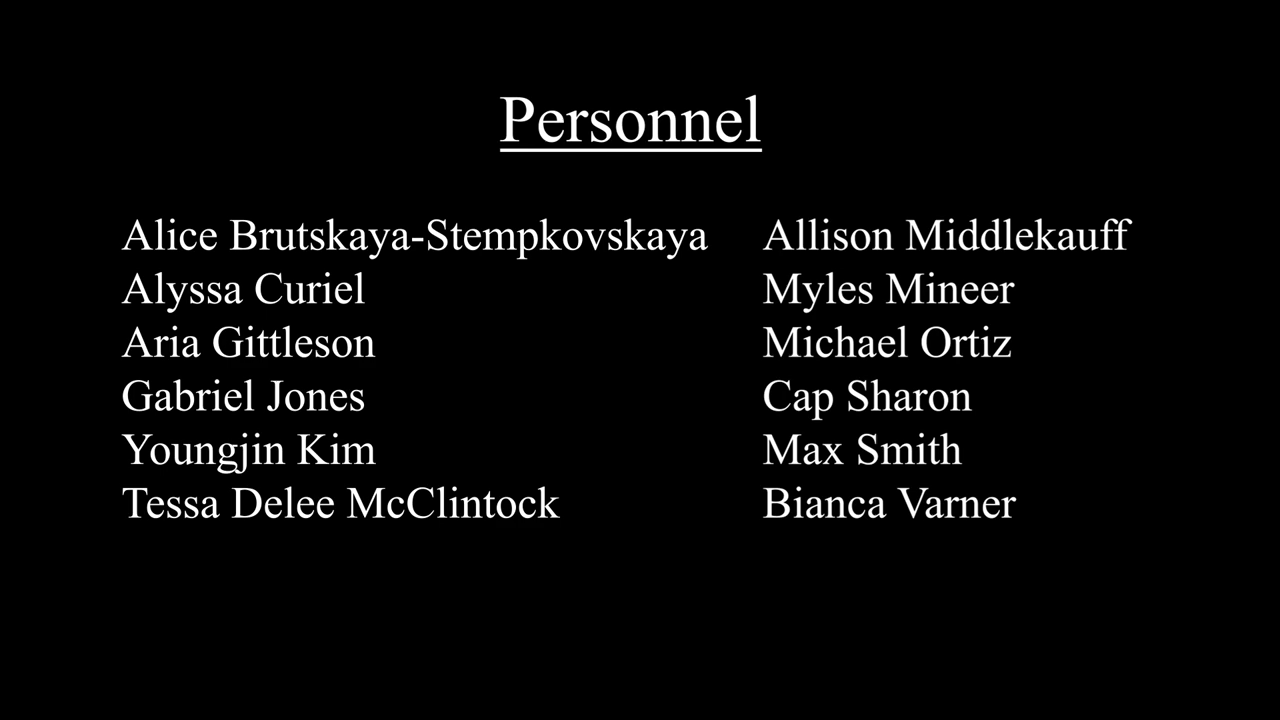 Personnel
Alice Brutskaya-Stempkovskaya
Alyssa Curiel
Aria Gittleson
Gabriel Jones
Youngjin Kim
Tessa Delee McClintock
Allison Middlekauff
Myles Mineer
Michael Ortiz
Cap Sharon
Max Smith
Bianca Varner